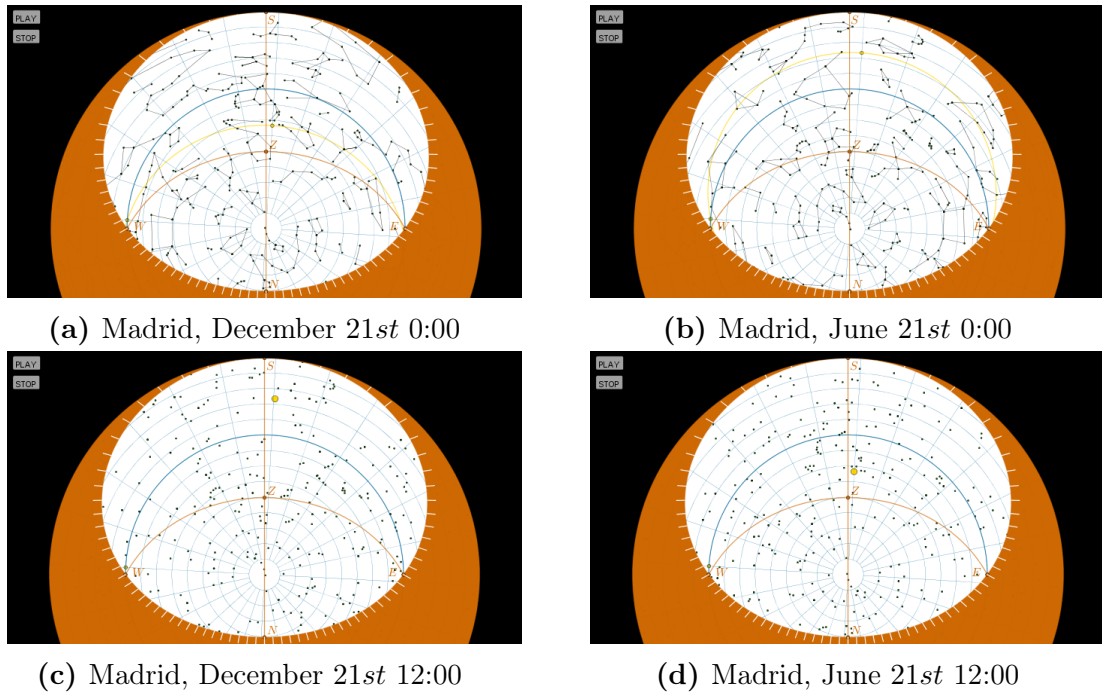 PLAY
STOP
S
Z
W
E
N
PLAY
STOP
S
Z
W
E
N
(a) Madrid, December 21st 0:00
(b) Madrid, June 21st 0:00
PLAY
STOP
S
Z
W
E
N
PLAY
STOP
S
Z
W
E
N
(c) Madrid, December 21st 12:00
(d) Madrid, June 21st 12:00